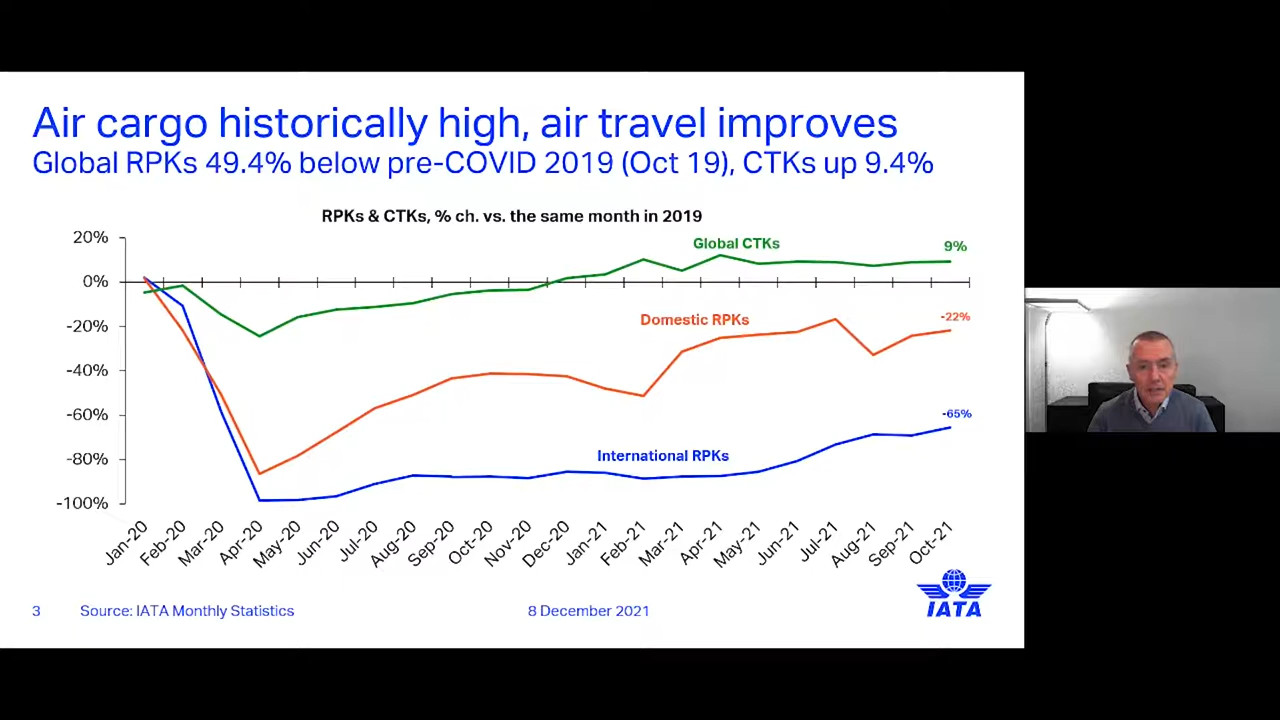 Air cargo historically high, air travel improves
Global RPKs 49.4% below pre-COVID 2019 (Oct 19), CTKs up 9.4%
RPKs & CTKs, % ch. vs. the same month in 2019
20%
0%
-20%
-40%
-60%
-80%
-100%
Global CTKs
9%
Domestic RPKs
-22%
International RPKs
-65%
Jan-20
Feb-20
Mar-20
Apr-20
May-20
Jun-20
Jul-20
Aug-20
Sep-20
Oct-20
Nov-20
Dec-20
Jan-21
Feb-21
Mar-21
Apr-21
May-21
Jun-21
Jul-21
Aug-21
Sep-21
Oct-21
3
Source: IATA Monthly Statistics
8 December 2021
IATA